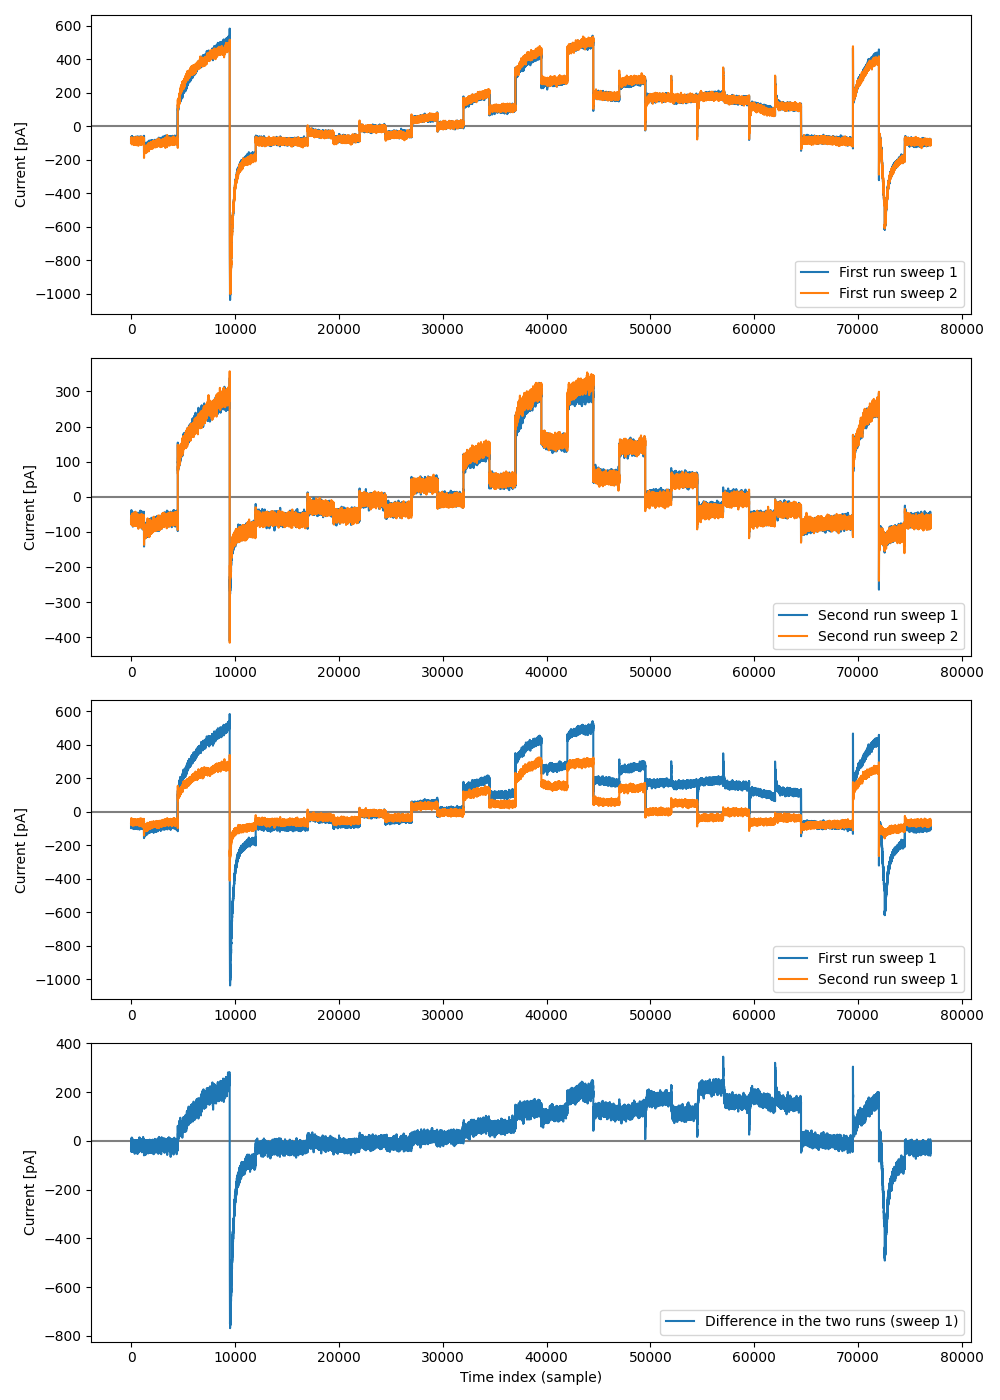 600
400
200
0
−200
−400
−600
−800
−1000
Current [pA]
First run sweep 1
First run sweep 2
0 10000 20000 30000 40000 50000 60000 70000 80000
300
200
100
0
−100
−200
−300
−400
Current [pA]
Second run sweep 1
Second run sweep 2
0 10000 20000 30000 40000 50000 60000 70000 80000
600
400
200
0
−200
−400
−600
−800
−1000
Current [pA]
First run sweep 1
Second run sweep 1
0 10000 20000 30000 40000 50000 60000 70000 80000
400
200
0
−200
−400
−600
−800
Current [pA]
Difference in the two runs (sweep 1)
0 10000 20000 30000 40000 50000 60000 70000 80000
Time index (sample)